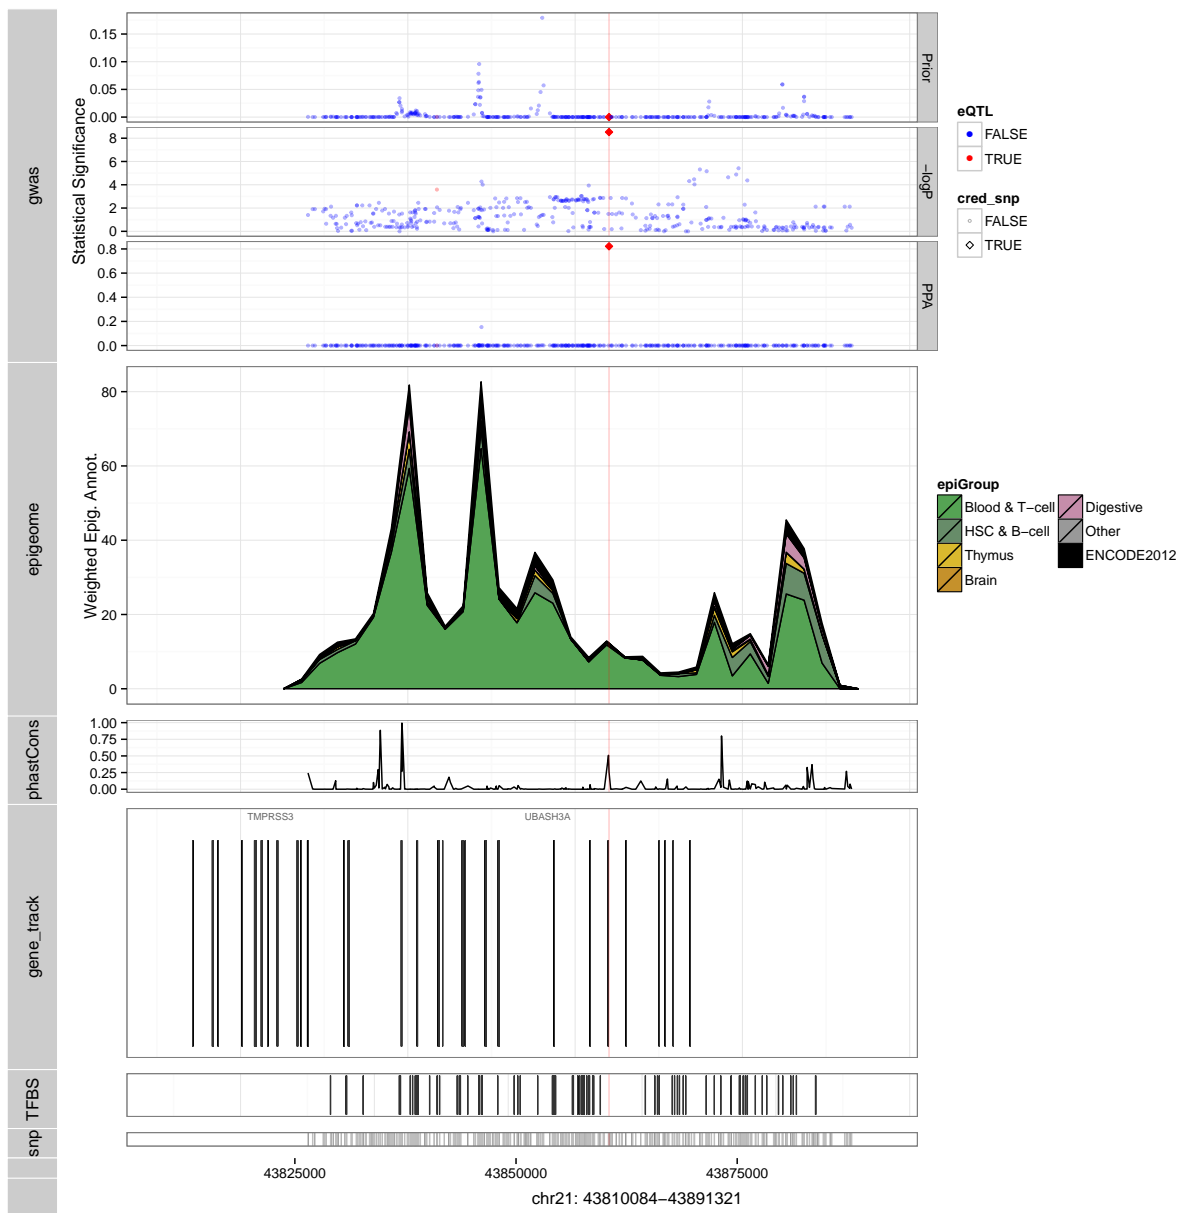 gwas
Statistical Significance
0.15
0.10
0.05
0.00
Prior
8
6
4
2
0
−logP
0.8
0.6
0.4
0.2
0.0
PPA
eQTL
FALSE
TRUE
cred_snp
FALSE
TRUE
epigeome
Weighted Epig. Annot.
80
60
40
20
0
epiGroup
Blood & T−cell
HSC & B−cell
Thymus
Brain
Digestive
Other
ENCODE2012
phastCons
1.00
0.75
0.50
0.25
0.00
gene_track
TMPRSS3
UBASH3A
TFBS
snp
43825000
43850000
43875000
chr21: 43810084−43891321